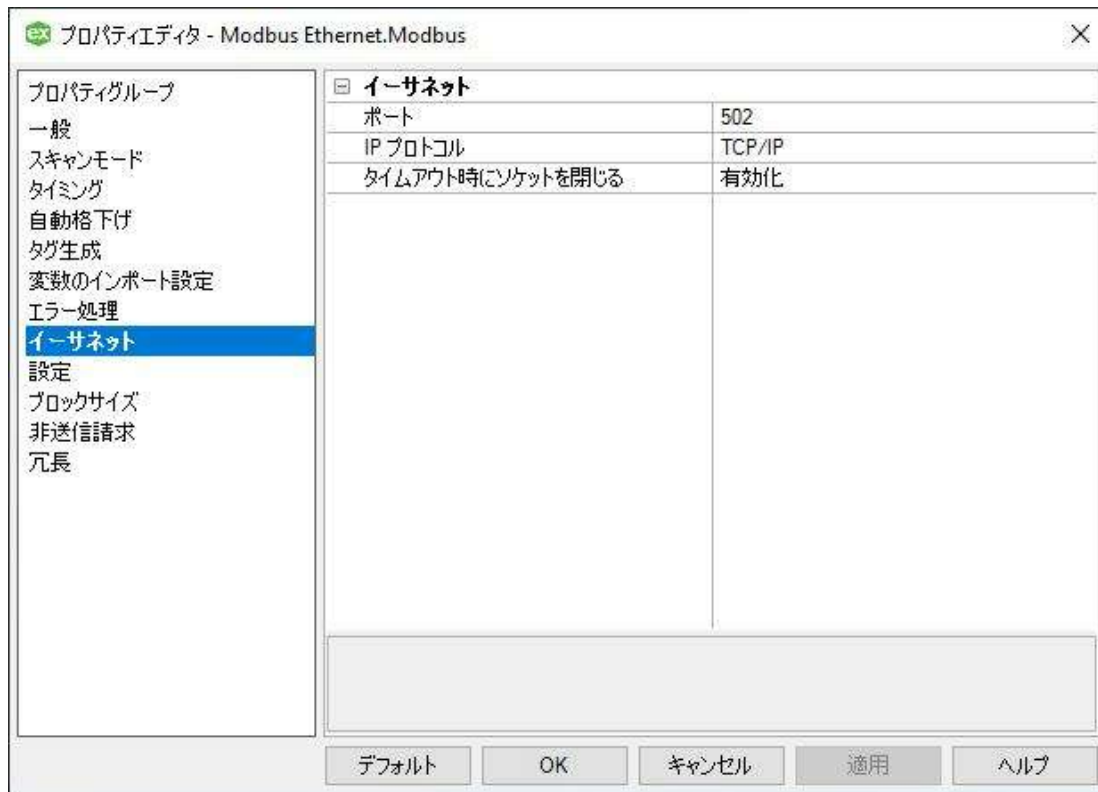 ex プロパティエディタ - Modbus Ethernet.Modbus
プロパティグループ
一般
スキャンモード
タイミング
自動格下げ
タグ生成
変数のインポート設定
エラー処理
イーサネット
設定
ブロックサイズ
非送信請求
冗長
イーサネット
ポート 502
IP プロトコル TCP/IP
タイムアウト時にソケットを閉じる 有効化
デフォルト OK キャンセル 適用 ヘルプ